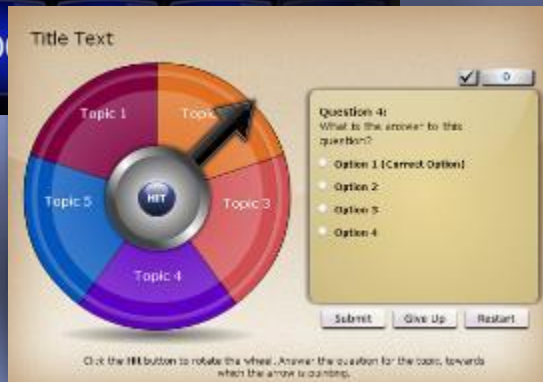 Title Text
0
Topic 1
Topic
Topic 3
Topic 5
Topic 4
HIT
Question 4:
What is the answer to this
question?
Option 1 (Correct Option)
Option 2
Option 3
Option 4
Submit
Give Up
Restart
Click the Hit button to rotate the wheel. Answer the question for the topic, towards
which the arrow is pointing.